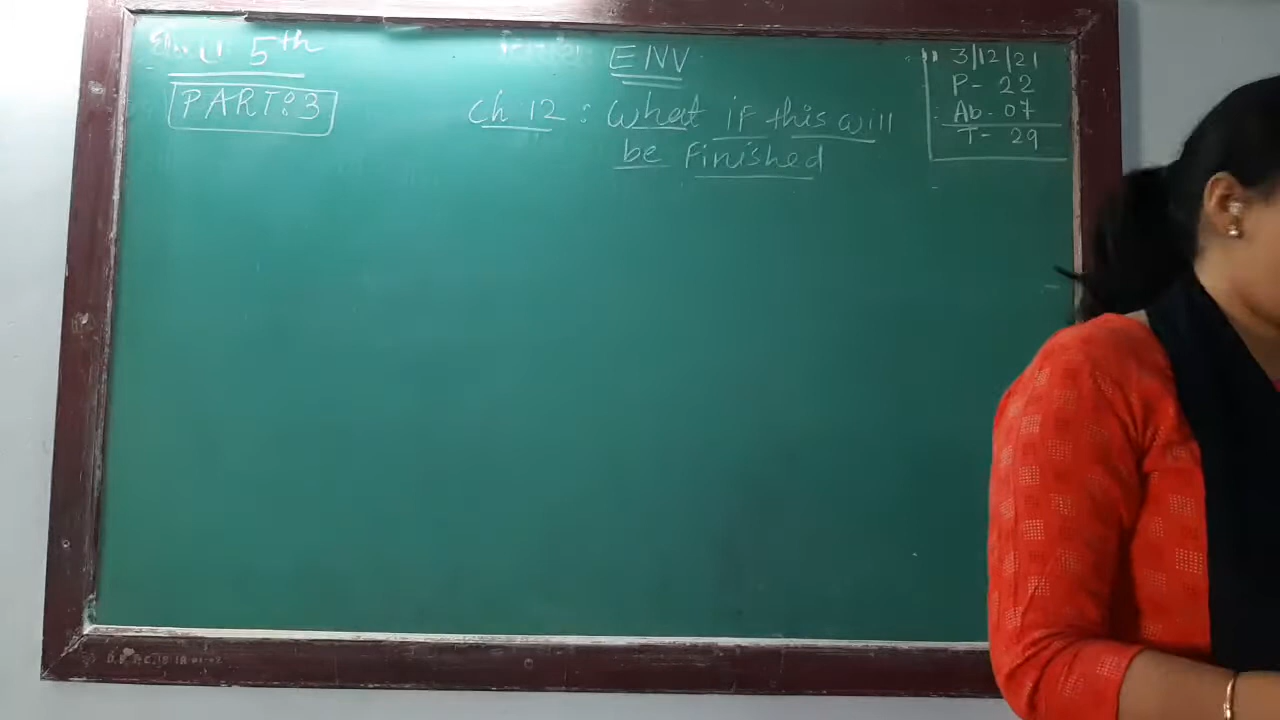 5th
PART: 3
ENV
Ch 12 : What if this will
be finished
3/12/21
P - 22
Ab - 07
T - 29